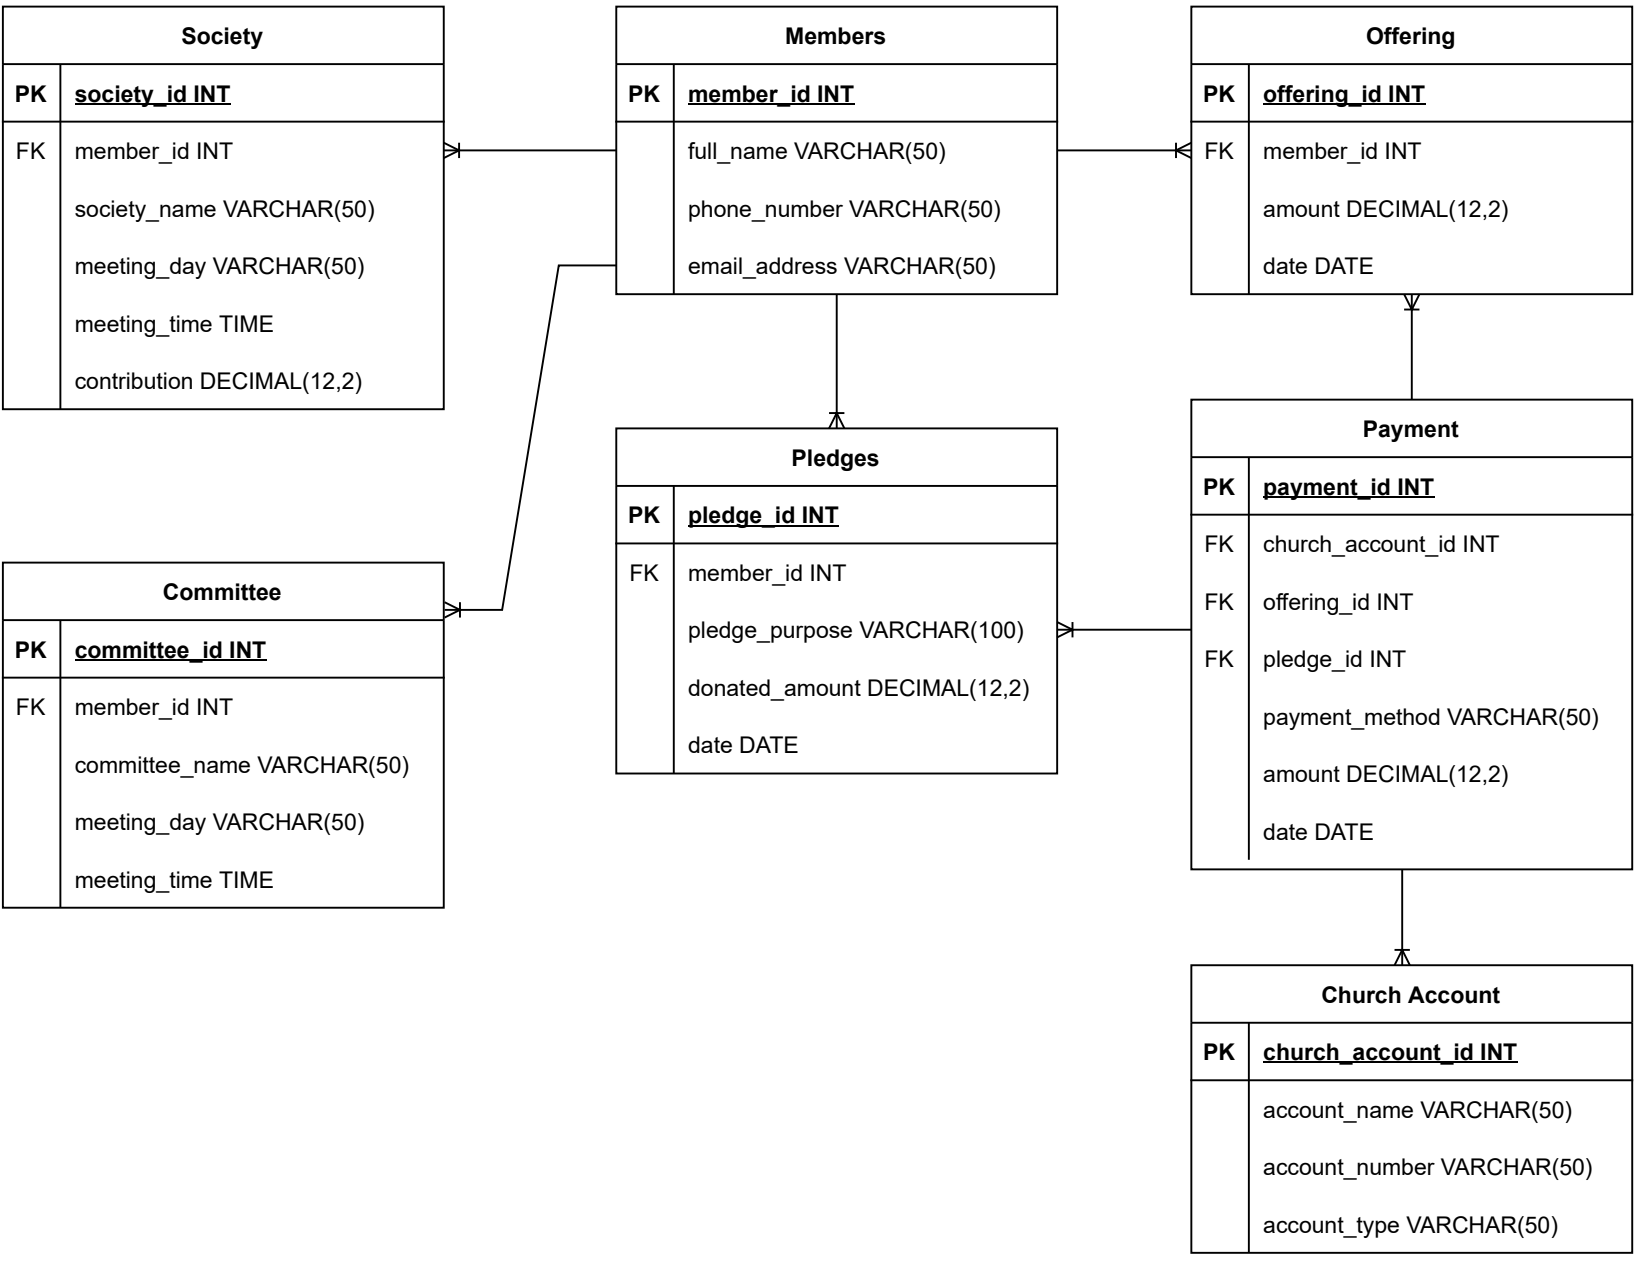 Society
PK society_id INT
FK member_id INT
society_name VARCHAR(50)
meeting_day VARCHAR(50)
meeting_time TIME
contribution DECIMAL(12,2)
Members
PK member_id INT
full_name VARCHAR(50)
phone_number VARCHAR(50)
email_address VARCHAR(50)
Offering
PK offering_id INT
FK member_id INT
amount DECIMAL(12,2)
date DATE
Committee
PK committee_id INT
FK member_id INT
committee_name VARCHAR(50)
meeting_day VARCHAR(50)
meeting_time TIME
Pledges
PK pledge_id INT
FK member_id INT
pledge_purpose VARCHAR(100)
donated_amount DECIMAL(12,2)
date DATE
Payment
PK payment_id INT
FK church_account_id INT
FK offering_id INT
FK pledge_id INT
payment_method VARCHAR(50)
amount DECIMAL(12,2)
date DATE
Church Account
PK church_account_id INT
account_name VARCHAR(50)
account_number VARCHAR(50)
account_type VARCHAR(50)